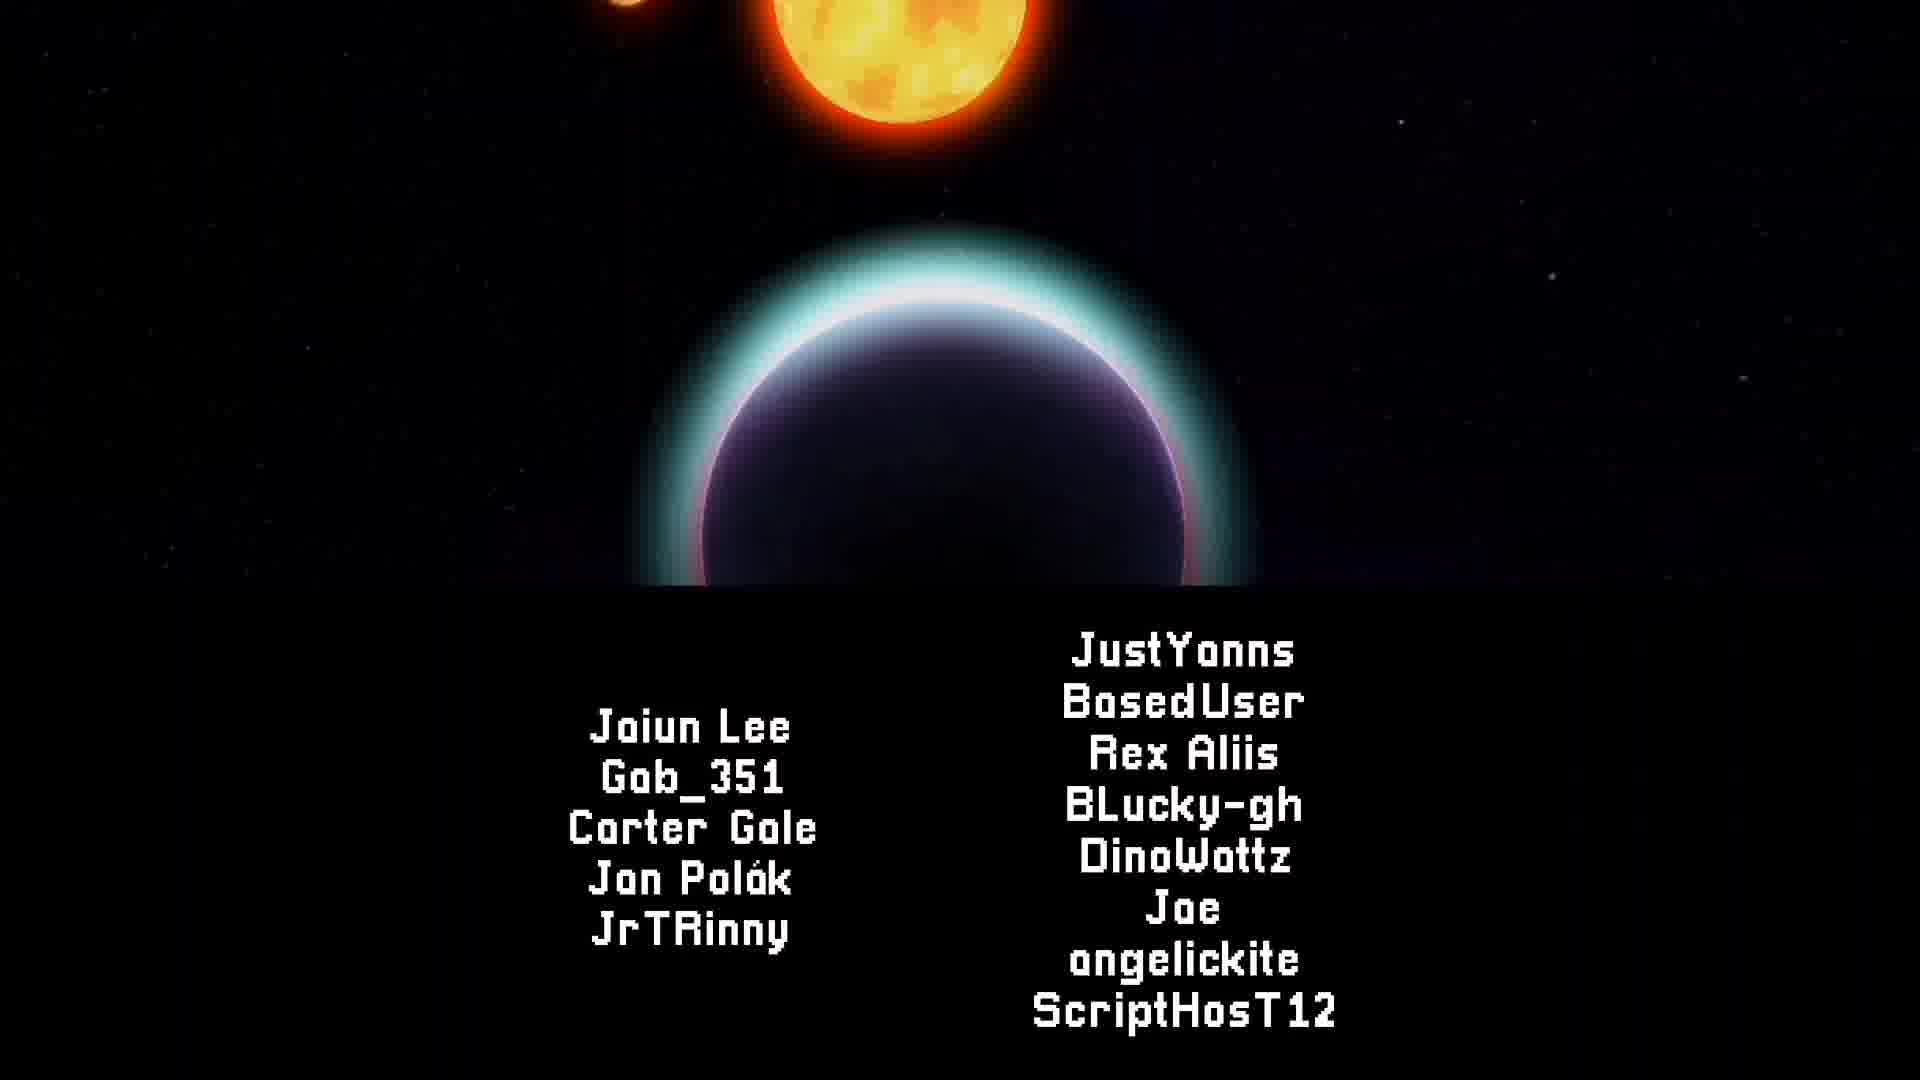 Jaiun Lee
Gab_351
Carter Gale
Jan Polák
JrTRinny
JustYanns
BasedUser
Rex Aliis
BLucky-gh
DinoWattz
Jae
angelickite
ScriptHosT12